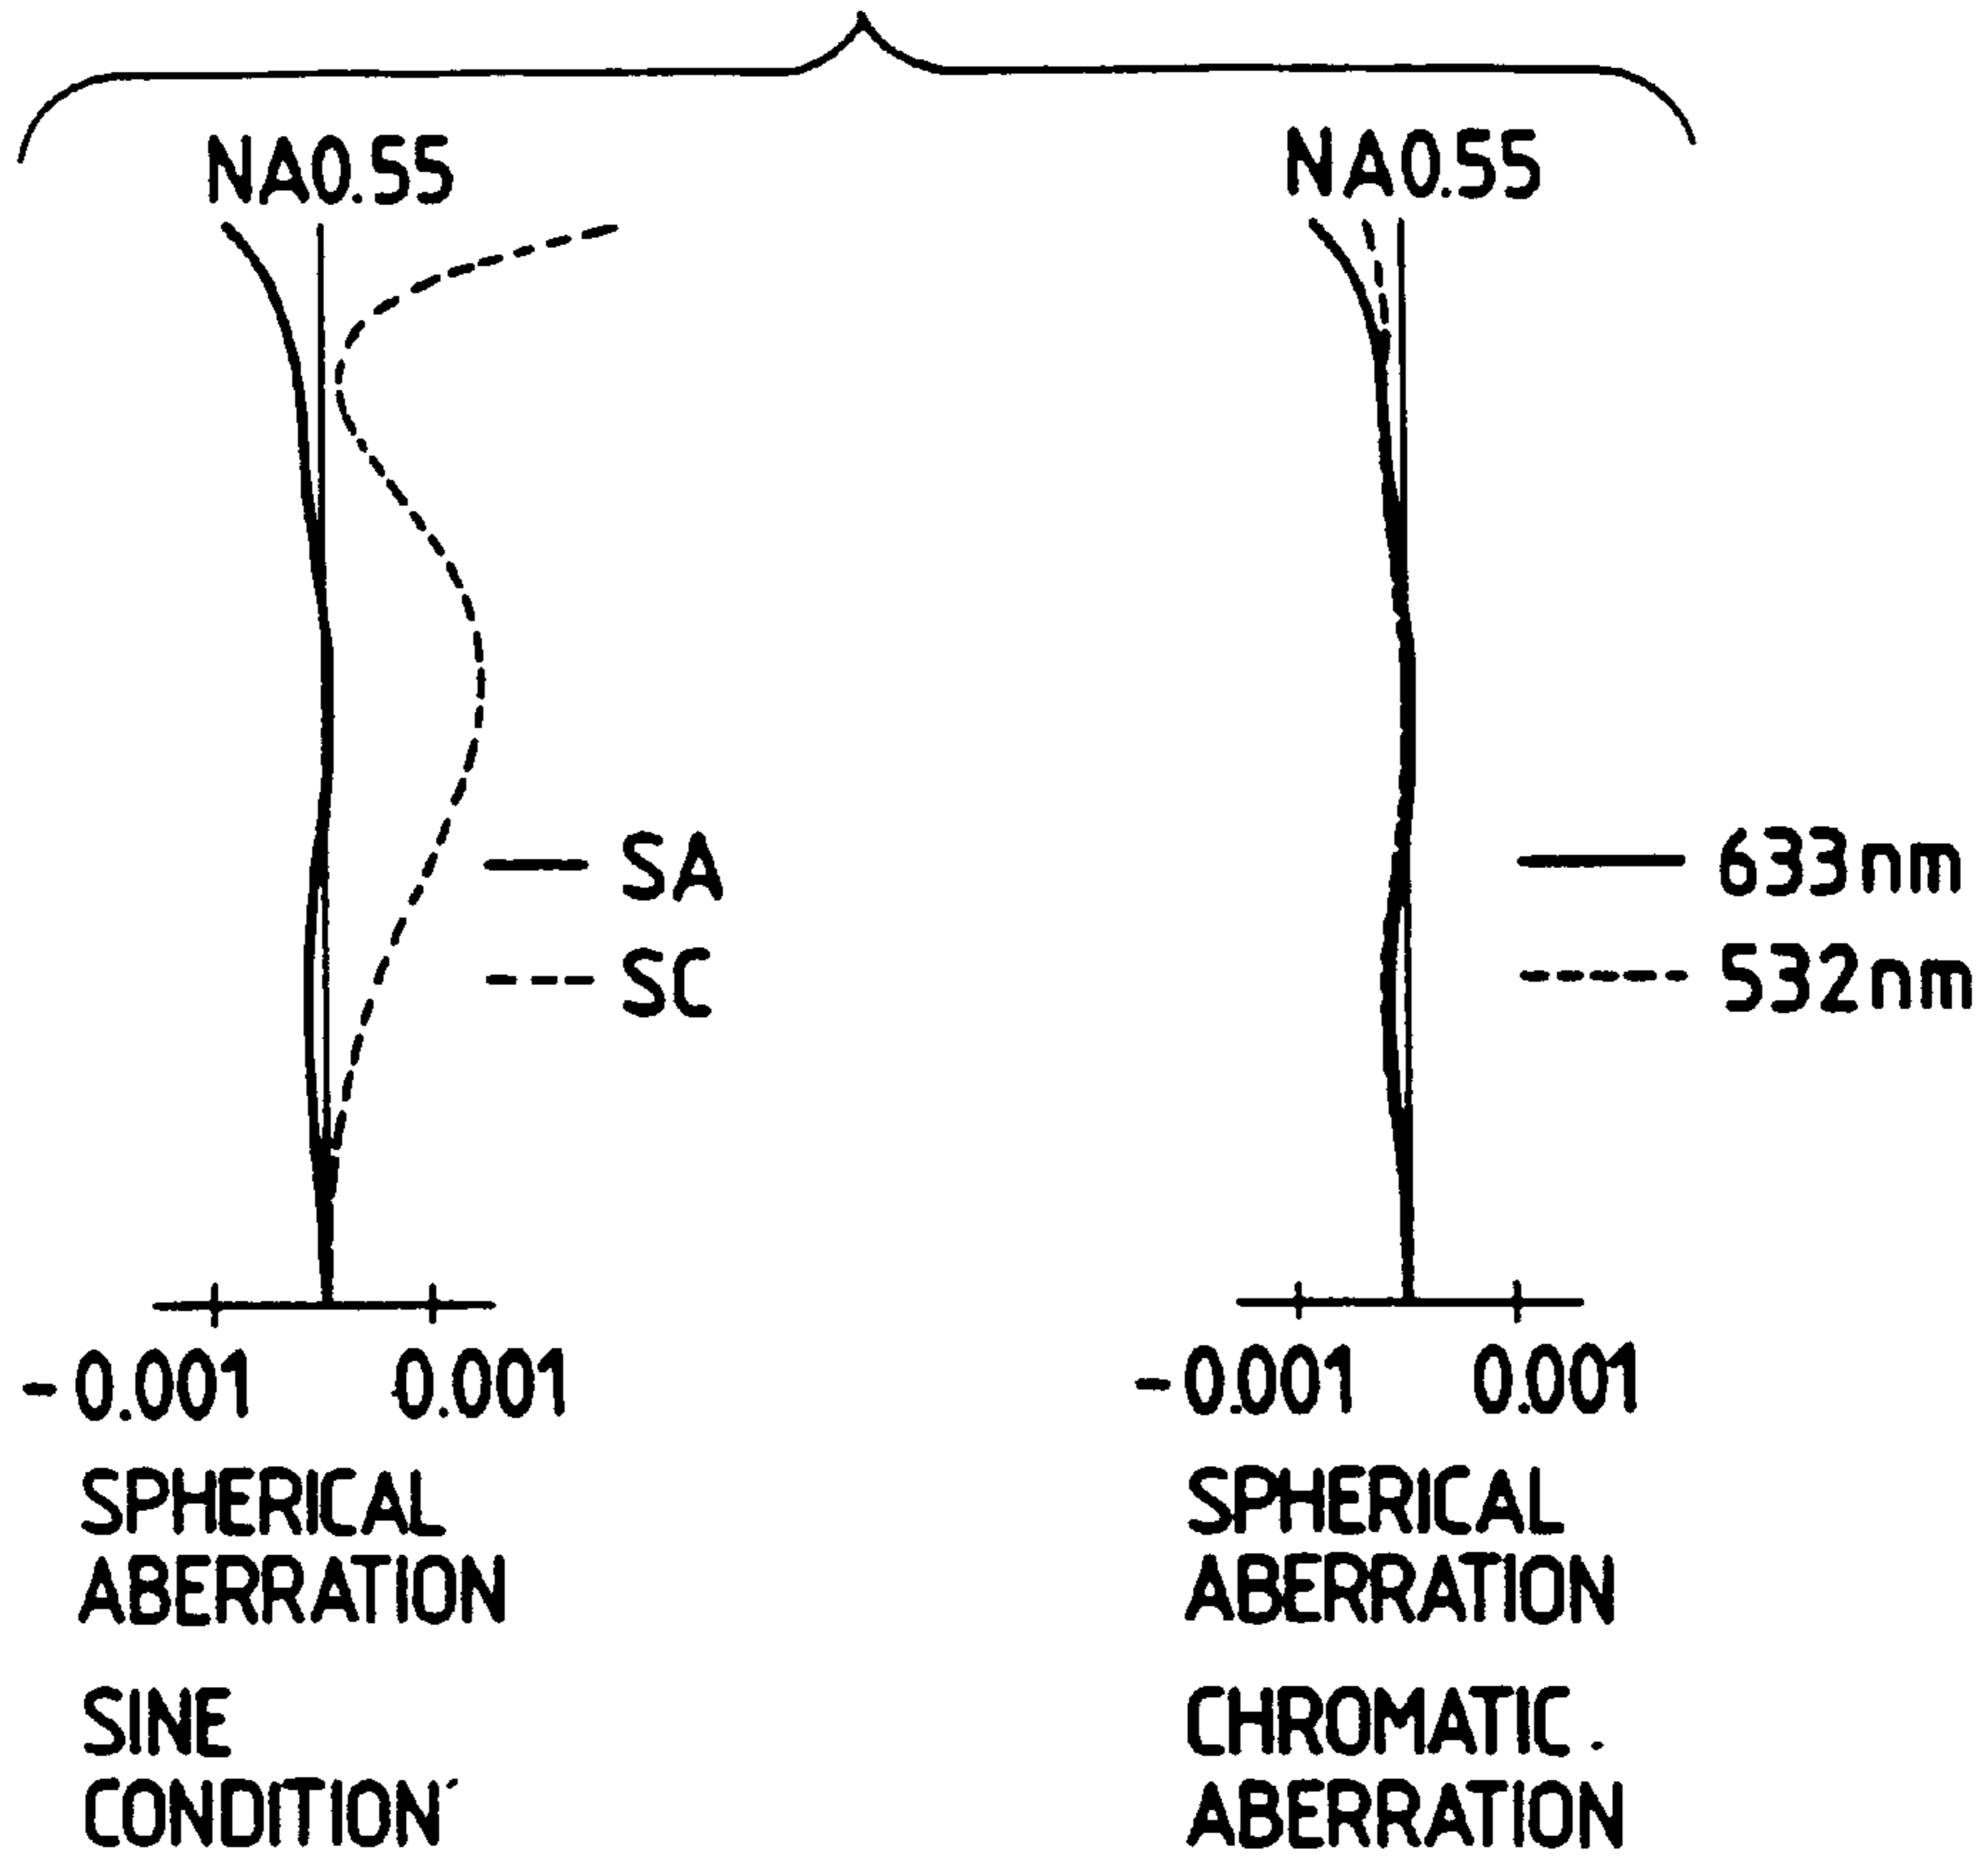 NA0.55
SA
SC
-0.001 0.001
SPHERICAL
ABERRATION
SINE
CONDITION
NA0.55
633nm
532nm
-0.001 0.001
SPHERICAL
ABERRATION
CHROMATIC
ABERRATION